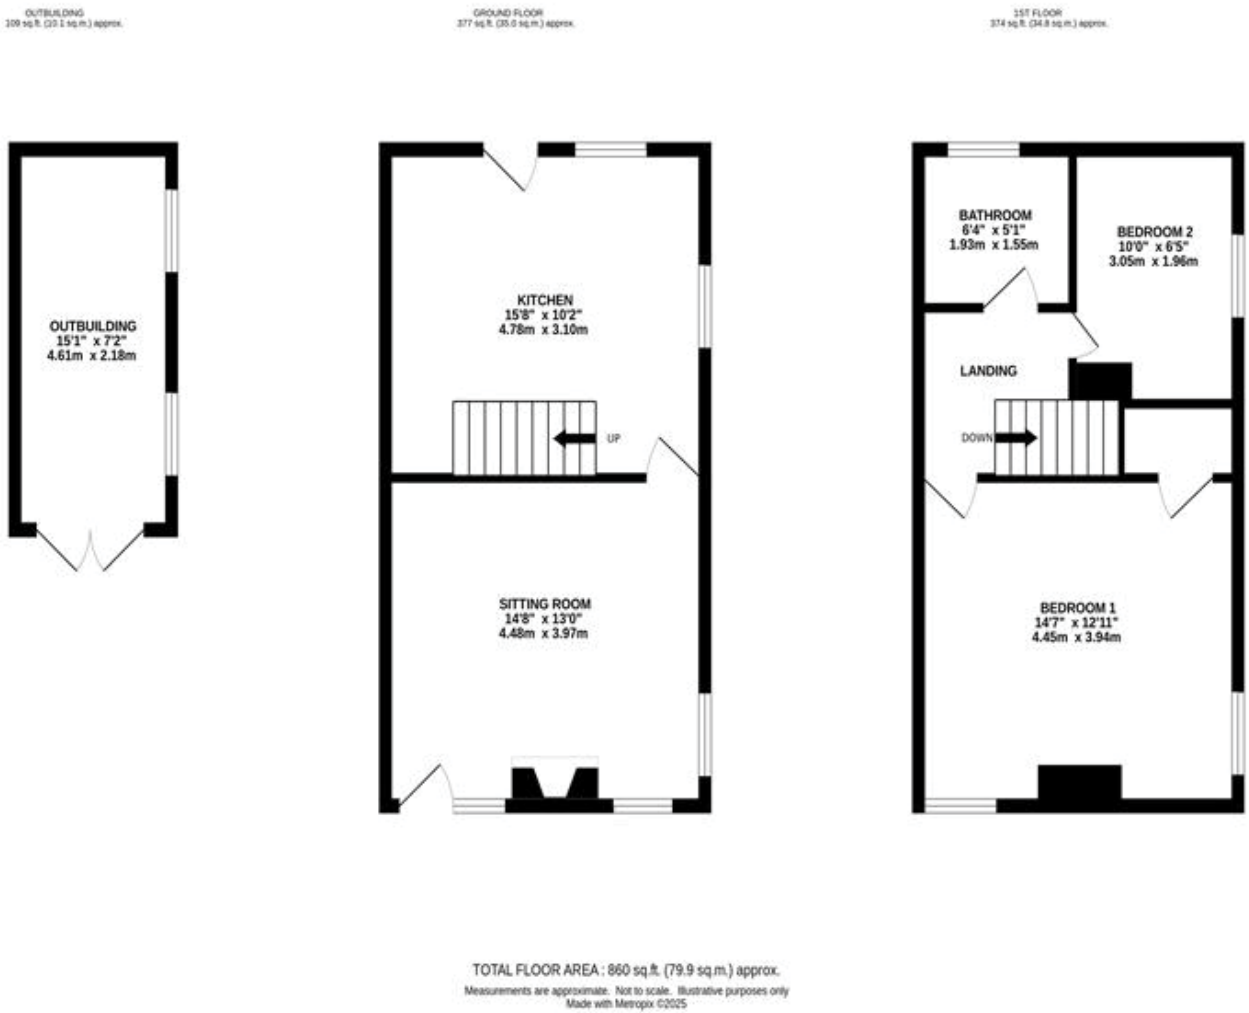 OUTBUILDING
109 sq.ft. (10.1 sq.m.) approx.
GROUND FLOOR
377 sq.ft. (35.0 sq.m.) approx.
1ST FLOOR
374 sq.ft. (34.8 sq.m.) approx.
OUTBUILDING
15'1" x 7'2"
4.61m x 2.18m
KITCHEN
15'8" x 10'2"
4.78m x 3.10m
UP
SITTING ROOM
14'8" x 13'0"
4.48m x 3.97m
BATHROOM
6'4" x 5'1"
1.93m x 1.55m
BEDROOM 2
10'0" x 6'5"
3.05m x 1.96m
LANDING
DOWN
BEDROOM 1
14'7" x 12'11"
4.45m x 3.94m
TOTAL FLOOR AREA : 860 sq.ft. (79.9 sq.m.) approx.
Measurements are approximate. Not to scale. Illustrative purposes only
Made with Metropix ©2025